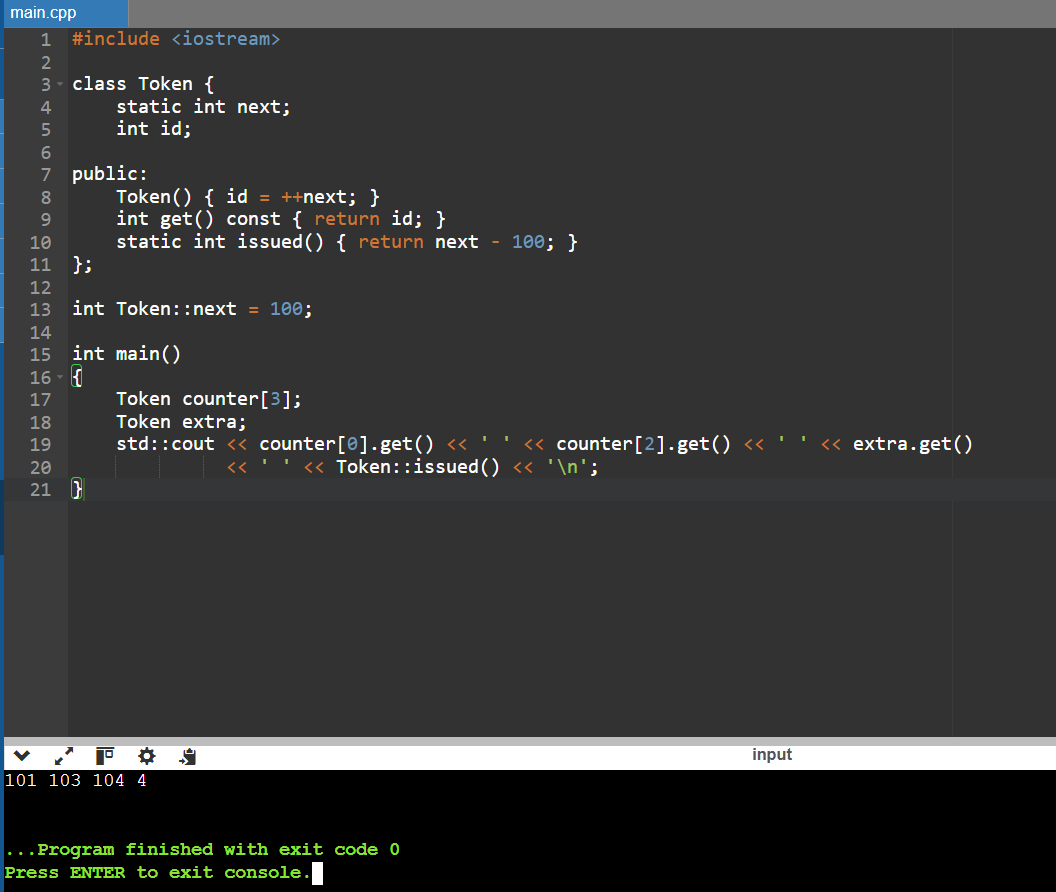 main.cpp
1 #include <iostream>
2
3 class Token {
4     static int next;
5     int id;
6
7 public:
8     Token() { id = ++next; }
9     int get() const { return id; }
10     static int issued() { return next - 100; }
11 };
12
13 int Token::next = 100;
14
15 int main()
16 {
17     Token counter[3];
18     Token extra;
19     std::cout << counter[0].get() << ' ' << counter[2].get() << ' ' << extra.get()
20               << ' ' << Token::issued() << '\n';
21 }
input
101 103 104 4
...Program finished with exit code 0
Press ENTER to exit console.